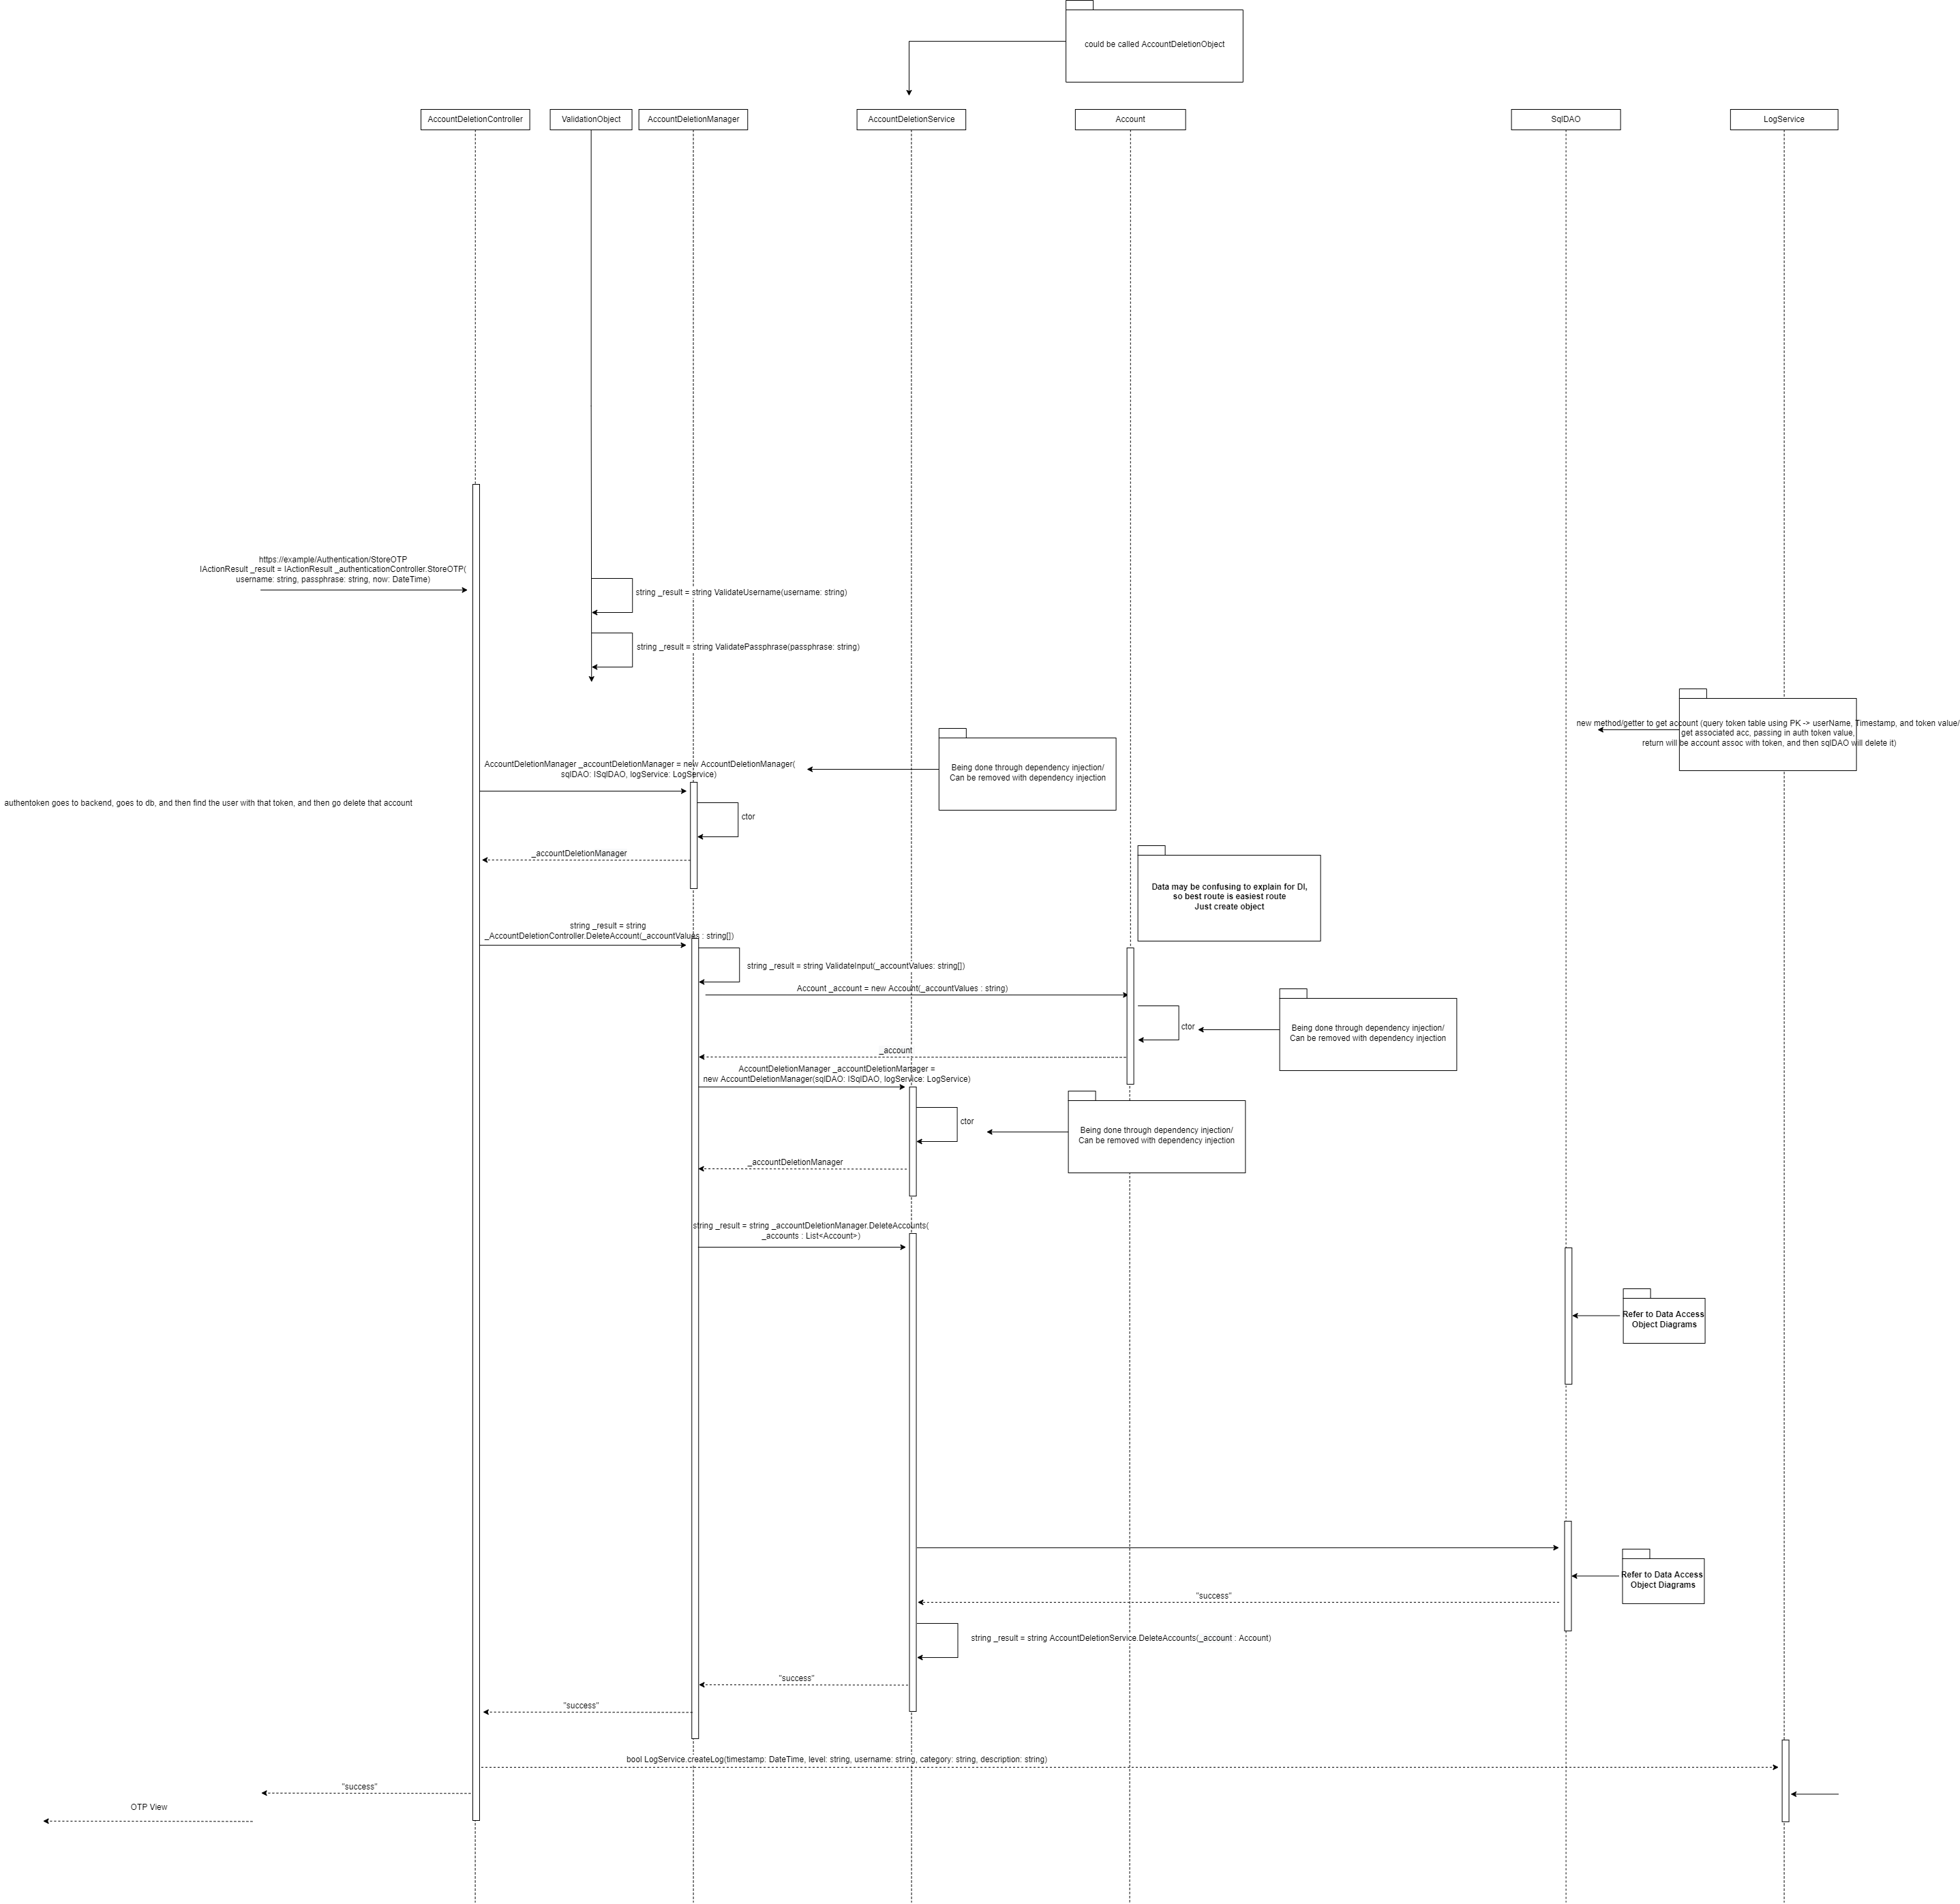 could be called AccountDeletionObject
AccountDeletionController
ValidationObject
AccountDeletionManager
AccountDeletionService
Account
SqlDAO
LogService
https://example/Authentication/StoreOTP
IActionResult _result = IActionResult _authenticationController.StoreOTP(
username: string, passphrase: string, now: DateTime)
string _result = string ValidateUsername(username: string)
string _result = string ValidatePassphrase(passphrase: string)
new method/getter to get account (query token table using PK -> userName, Timestamp, and token value/
get associated acc, passing in auth token value,
return will be account assoc with token, and then sqlDAO will delete it)
Being done through dependency injection/
Can be removed with dependency injection
AccountDeletionManager _accountDeletionManager = new AccountDeletionManager(
sqlDAO: ISqlDAO, logService: LogService)
authentoken goes to backend, goes to db, and then find the user with that token, and then go delete that account
ctor
_accountDeletionManager
Data may be confusing to explain for DI,
so best route is easiest route
Just create object
string _result = string
_AccountDeletionController.DeleteAccount(_accountValues : string[])
string _result = string ValidateInput(_accountValues: string[])
Account _account = new Account(_accountValues : string)
ctor
Being done through dependency injection/
Can be removed with dependency injection
_account
AccountDeletionManager _accountDeletionManager =
new AccountDeletionManager(sqlDAO: ISqlDAO, logService: LogService)
ctor
Being done through dependency injection/
Can be removed with dependency injection
_accountDeletionManager
string _result = string _accountDeletionManager.DeleteAccounts(
_accounts : List<Account>)
Refer to Data Access
Object Diagrams
Refer to Data Access
Object Diagrams
"success"
string _result = string AccountDeletionService.DeleteAccounts(_account : Account)
"success"
"success"
bool LogService.createLog(timestamp: DateTime, level: string, username: string, category: string, description: string)
"success"
OTP View